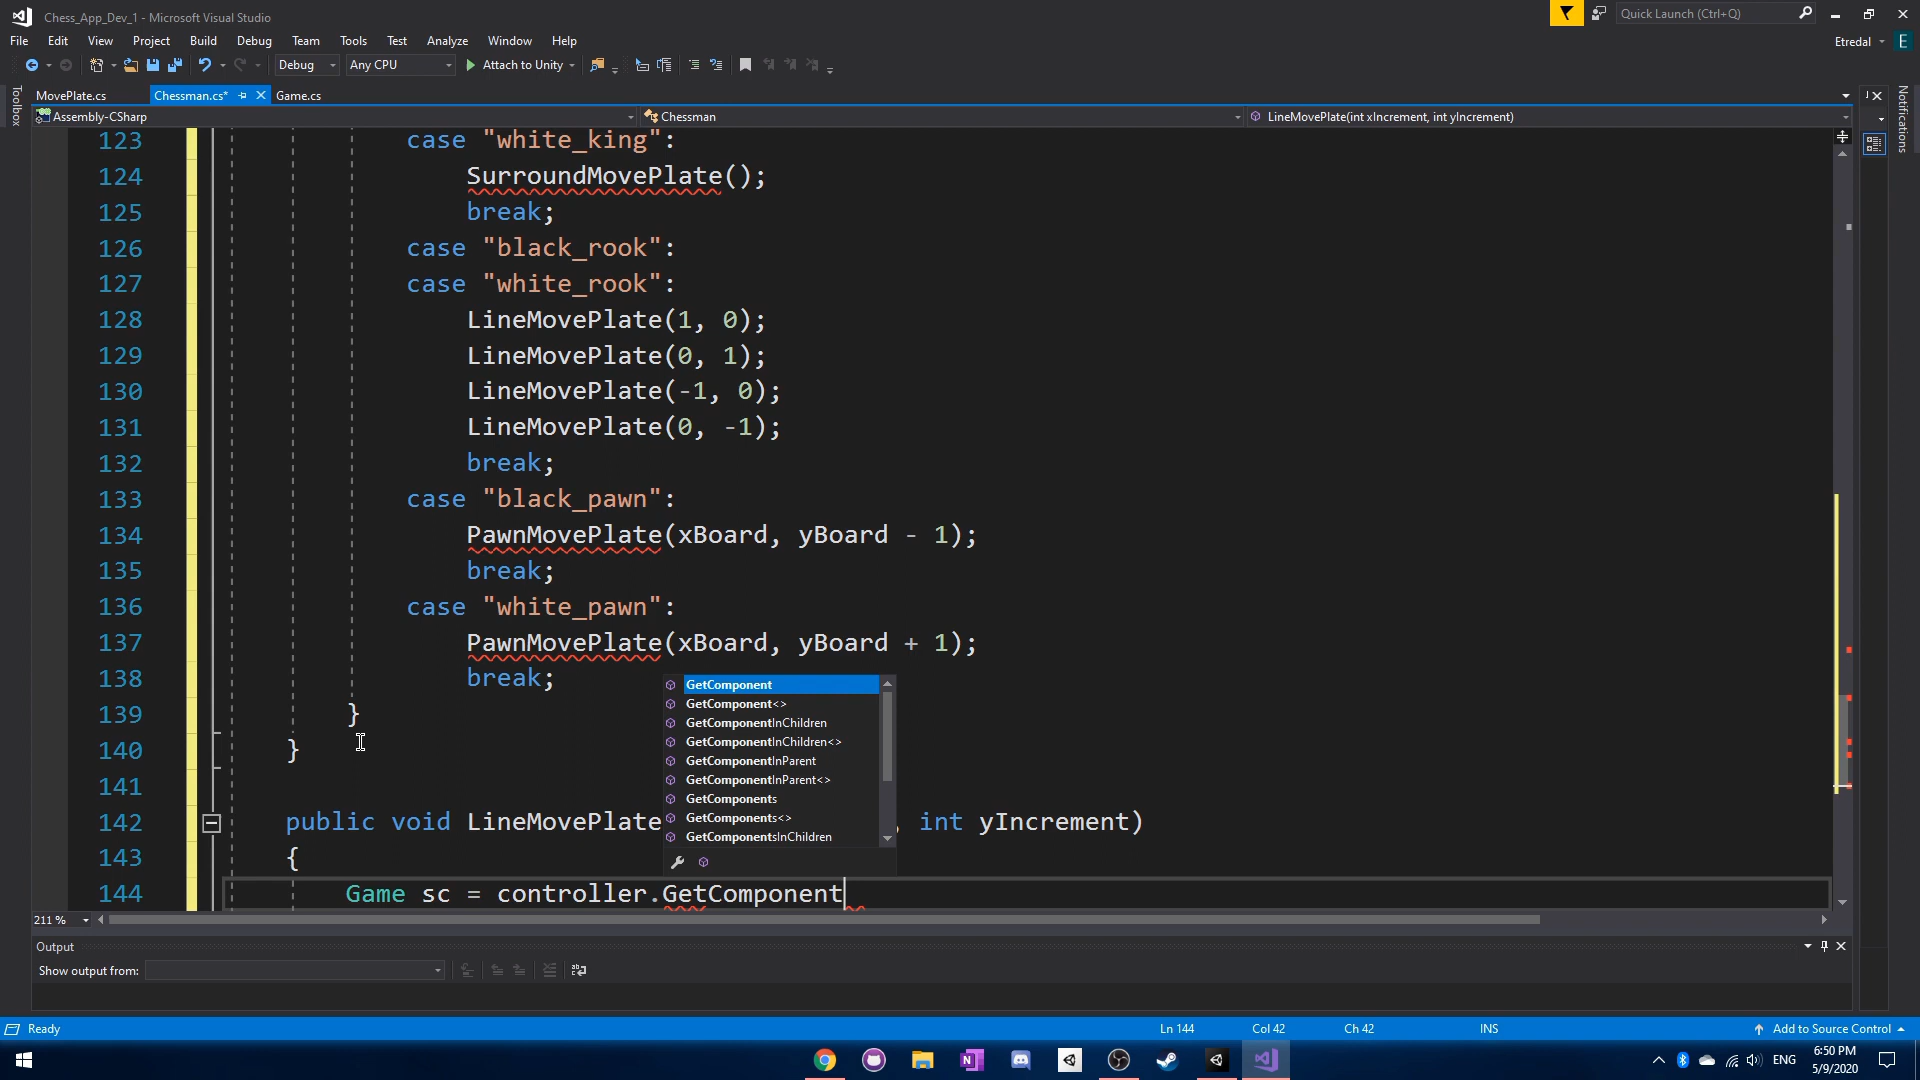 Chess_App_Dev_1 - Microsoft Visual Studio
Quick Launch (Ctrl+Q)
File Edit View Project Build Debug Team Tools Test Analyze Window Help
Etredal E
Debug Any CPU Attach to Unity
Toolbox
MovePlate.cs Chessman.cs* Game.cs
Notifications
Assembly-CSharp Chessman LineMovePlate(int xIncrement, int yIncrement)
123 case "white_king":
124 SurroundMovePlate();
125 break;
126 case "black_rook":
127 case "white_rook":
128 LineMovePlate(1, 0);
129 LineMovePlate(0, 1);
130 LineMovePlate(-1, 0);
131 LineMovePlate(0, -1);
132 break;
133 case "black_pawn":
134 PawnMovePlate(xBoard, yBoard - 1);
135 break;
136 case "white_pawn":
137 PawnMovePlate(xBoard, yBoard + 1);
138 break;
139 }
140 }
141
142 public void LineMovePlate , int yIncrement)
143 {
144 Game sc = controller.GetComponent
GetComponent
GetComponent<>
GetComponentInChildren
GetComponentInChildren<>
GetComponentInParent
GetComponentInParent<>
GetComponents
GetComponents<>
GetComponentsInChildren
211 %
Output
Show output from:
Ready Ln 144 Col 42 Ch 42 INS Add to Source Control
ENG 6:50 PM
5/9/2020